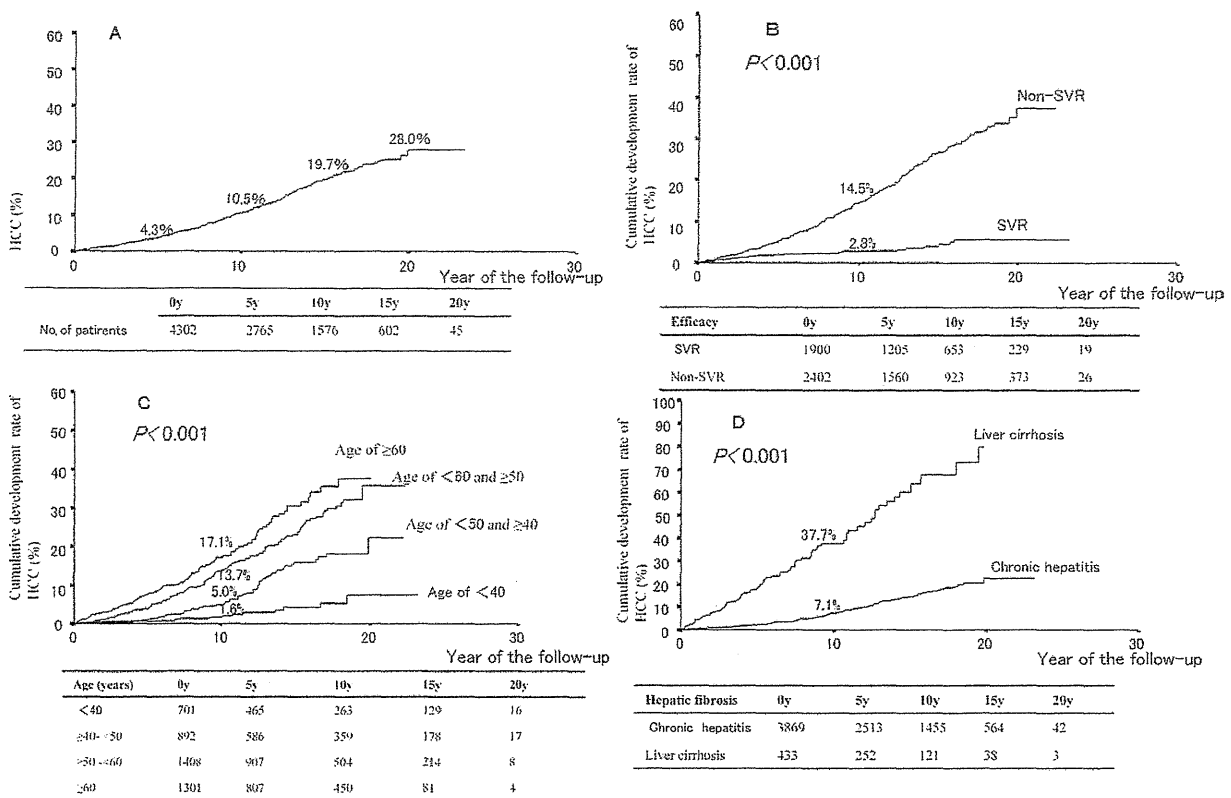 A
60
50
40
30
20
10
0
HCC (%)
4.3%
10.5%
19.7%
28.0%
0
10
20
30
Year of the follow-up
0y 5y 10y 15y 20y
No, of patirents 4302 2765 1576 602 45
B
P<0.001
60
50
40
30
20
10
0
Cumulative development rate of
HCC (%)
Non-SVR
14.5%
SVR
2.8%
0
10
20
30
Year of the follow-up
Efficacy 0y 5y 10y 15y 20y
SVR 1900 1205 653 229 19
Non-SVR 2402 1560 923 373 26
C
P<0.001
60
50
40
30
20
10
0
Cumulative development rate of
HCC (%)
Age of ≥60
Age of <60 and ≥50
Age of <50 and ≥40
Age of <40
17.1%
13.7%
5.0%
1.6%
0
10
20
30
Year of the follow-up
Age (years) 0y 5y 10y 15y 20y
<40 701 465 263 129 16
≥40-<50 892 586 359 178 17
≥50-<60 1408 907 504 214 8
≥60 1301 807 450 81 4
D
P<0.001
100
90
80
70
60
50
40
30
20
10
0
Cumulative development rate of
HCC (%)
Liver cirrhosis
37.7%
Chronic hepatitis
7.1%
0
10
20
30
Year of the follow-up
Hepatic fibrosis 0y 5y 10y 15y 20y
Chronic hepatitis 3869 2513 1455 564 42
Liver cirrhosis 433 252 121 38 3